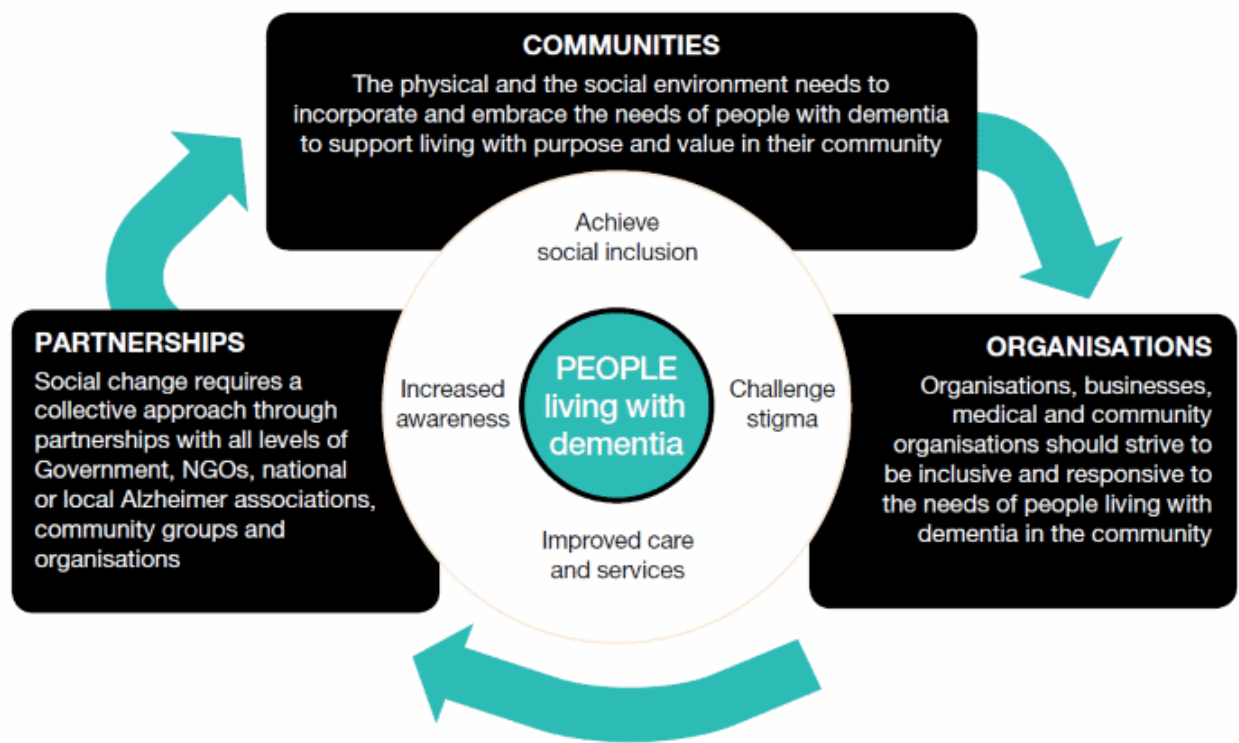 COMMUNITIES
The physical and the social environment needs to
incorporate and embrace the needs of people with dementia
to support living with purpose and value in their community
Achieve
social inclusion
PARTNERSHIPS
Social change requires a
collective approach through
partnerships with all levels of
Government, NGOs, national
or local Alzheimer associations,
community groups and
organisations
Increased
awareness
PEOPLE
living with
dementia
Challenge
stigma
ORGANISATIONS
Organisations, businesses,
medical and community
organisations should strive to
be inclusive and responsive to
the needs of people living with
dementia in the community
Improved care
and services